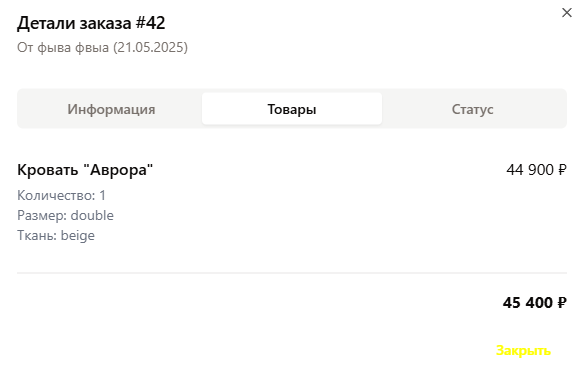 Детали заказа #42
От фыва фвыа (21.05.2025)
Информация Товары Статус
Кровать "Аврора" 44 900 ₽
Количество: 1
Размер: double
Ткань: beige
45 400 ₽
Закрыть